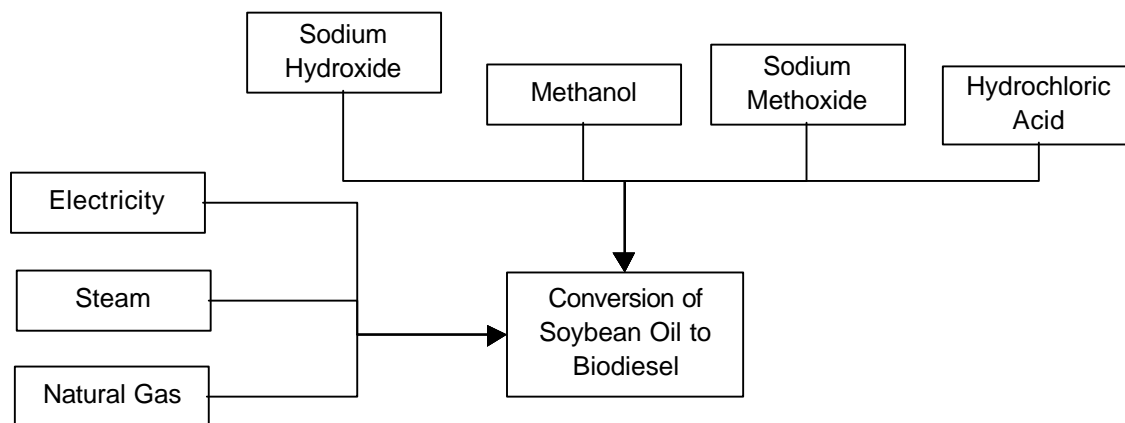 Sodium
Hydroxide
Methanol
Sodium
Methoxide
Hydrochloric
Acid
Electricity
Steam
Natural Gas
Conversion of
Soybean Oil to
Biodiesel